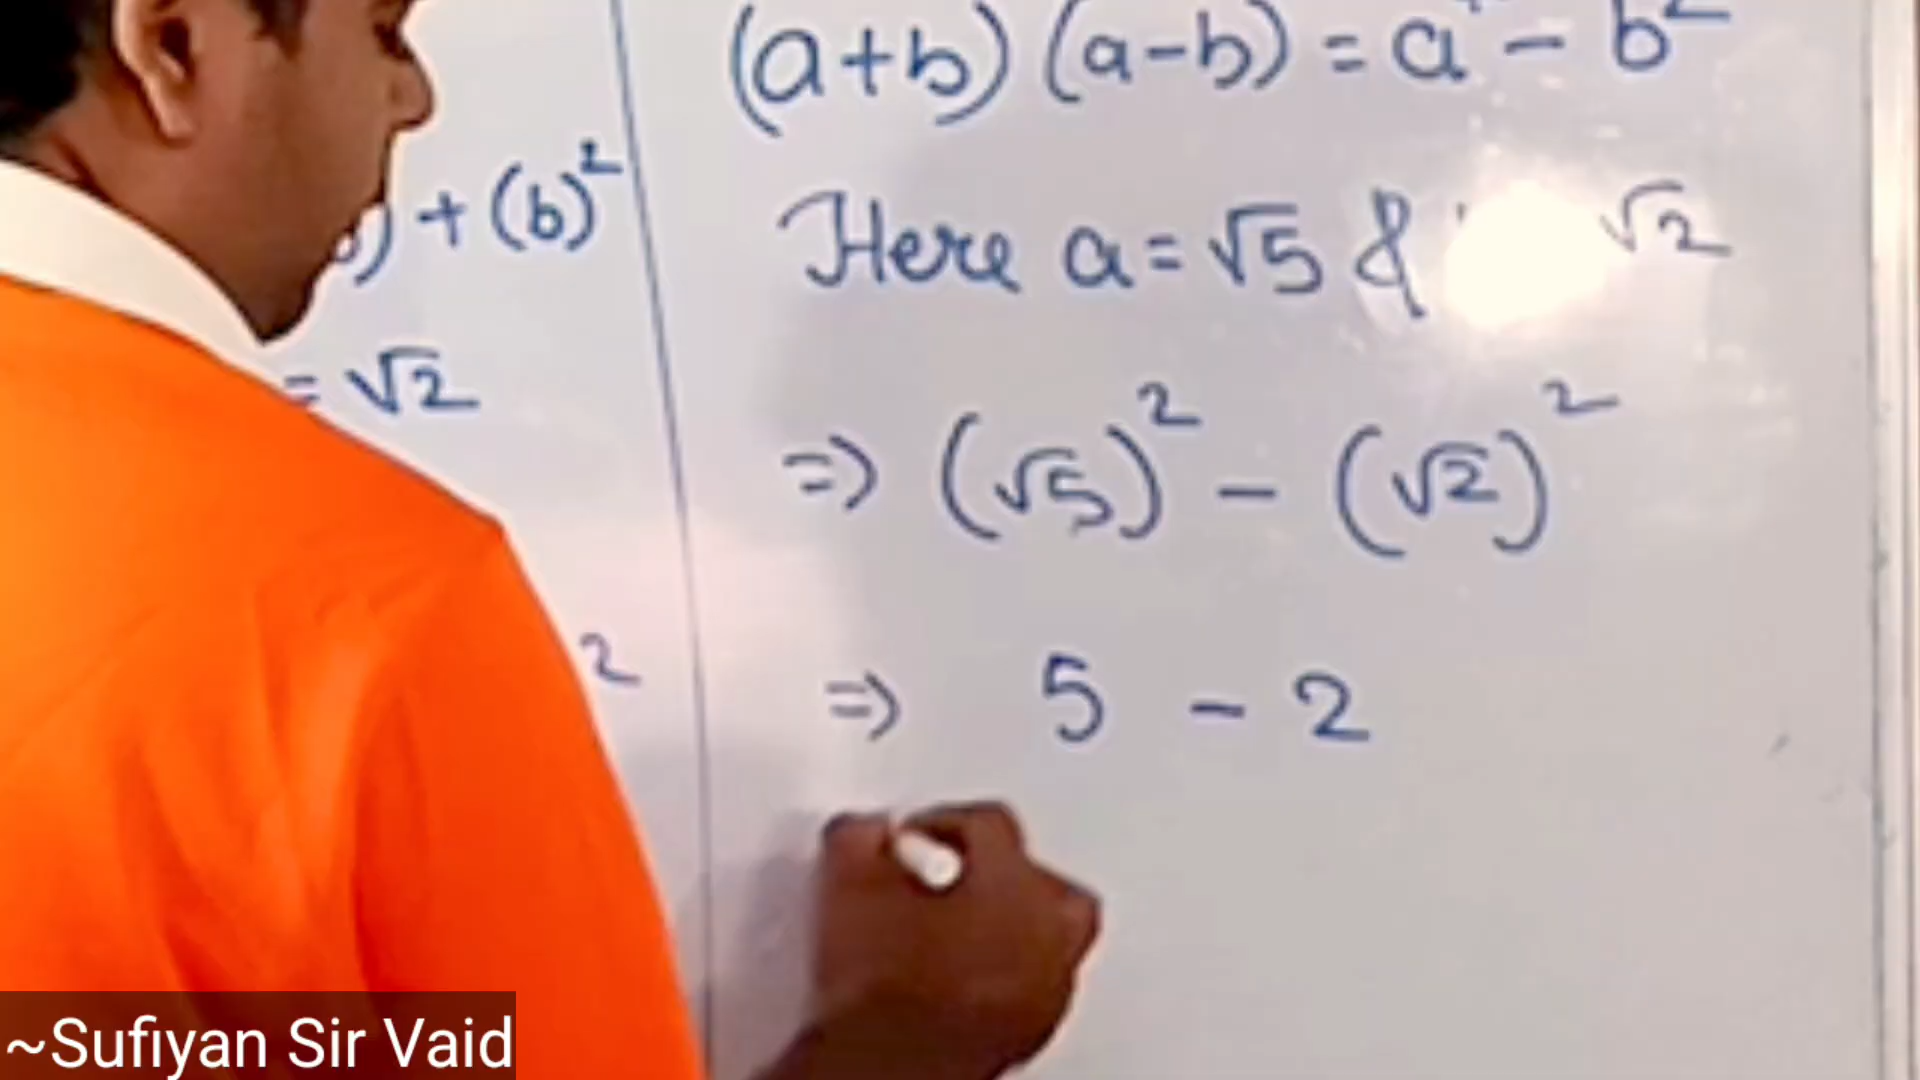 ) + (b)²
= √2
2
(a+b) (a-b) = a² - b²
Here a = √5 & √2
⇒ (√5)² - (√2)²
⇒ 5 - 2
~Sufiyan Sir Vaid